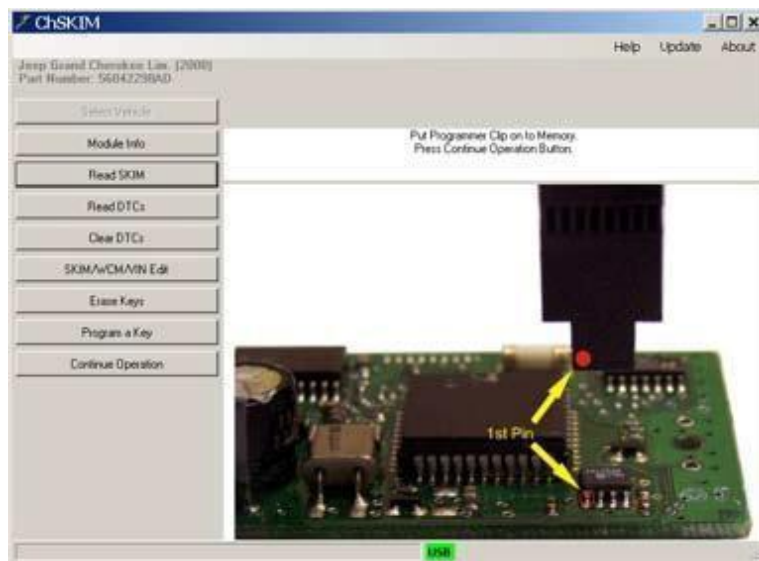 ChSKIM
Help Update About
Jeep Grand Cherokee Lim. (2000)
Part Number: 56042298AD
Select Vehicle
Module Info
Read SKIM
Read DTCs
Clear DTCs
SKIM/WCM/VIN Edit
Erase Keys
Program a Key
Continue Operation
Put Programmer Clip on to Memory.
Press Continue Operation Button.
1st Pin
USB